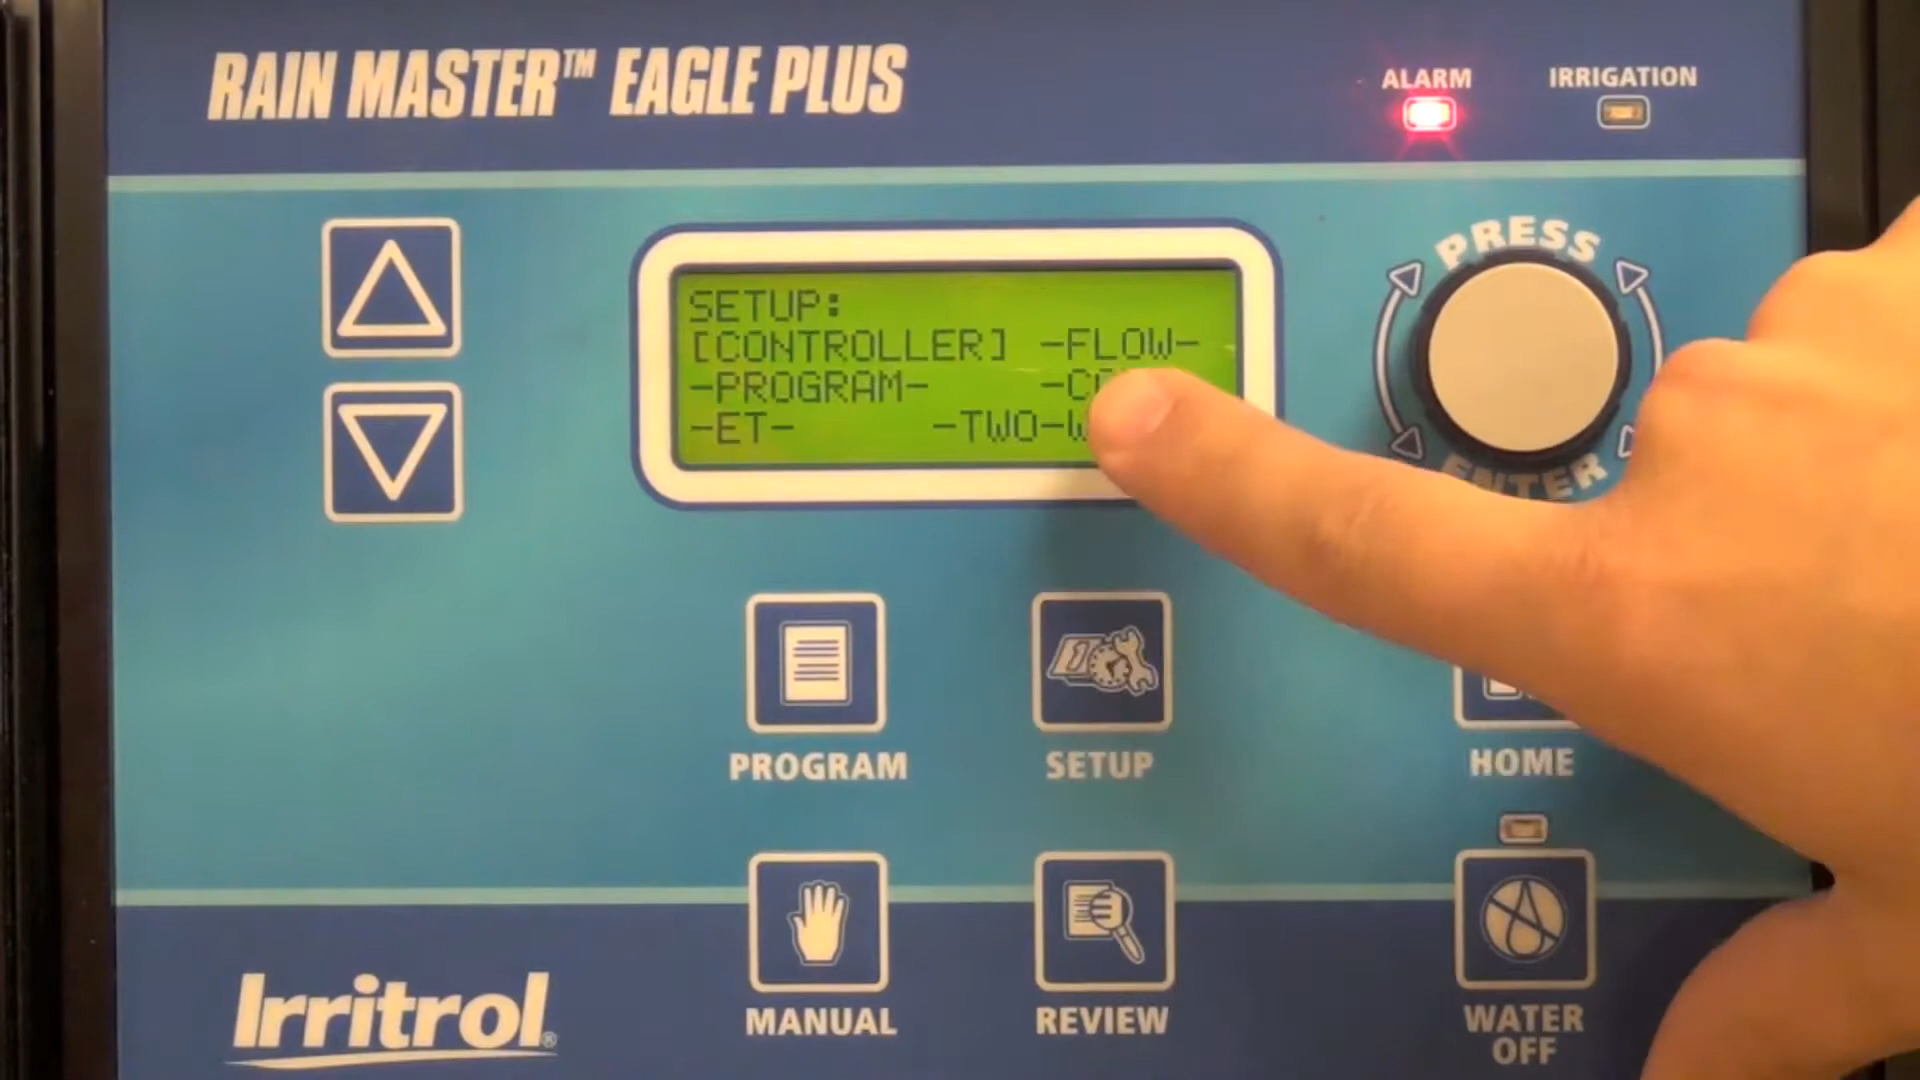 RAIN MASTER™ EAGLE PLUS
ALARM
IRRIGATION
PRESS
SETUP:
[CONTROLLER] -FLOW-
-PROGRAM-
-ET-
ENTER
PROGRAM
SETUP
HOME
MANUAL
REVIEW
WATER
OFF
Irritrol®